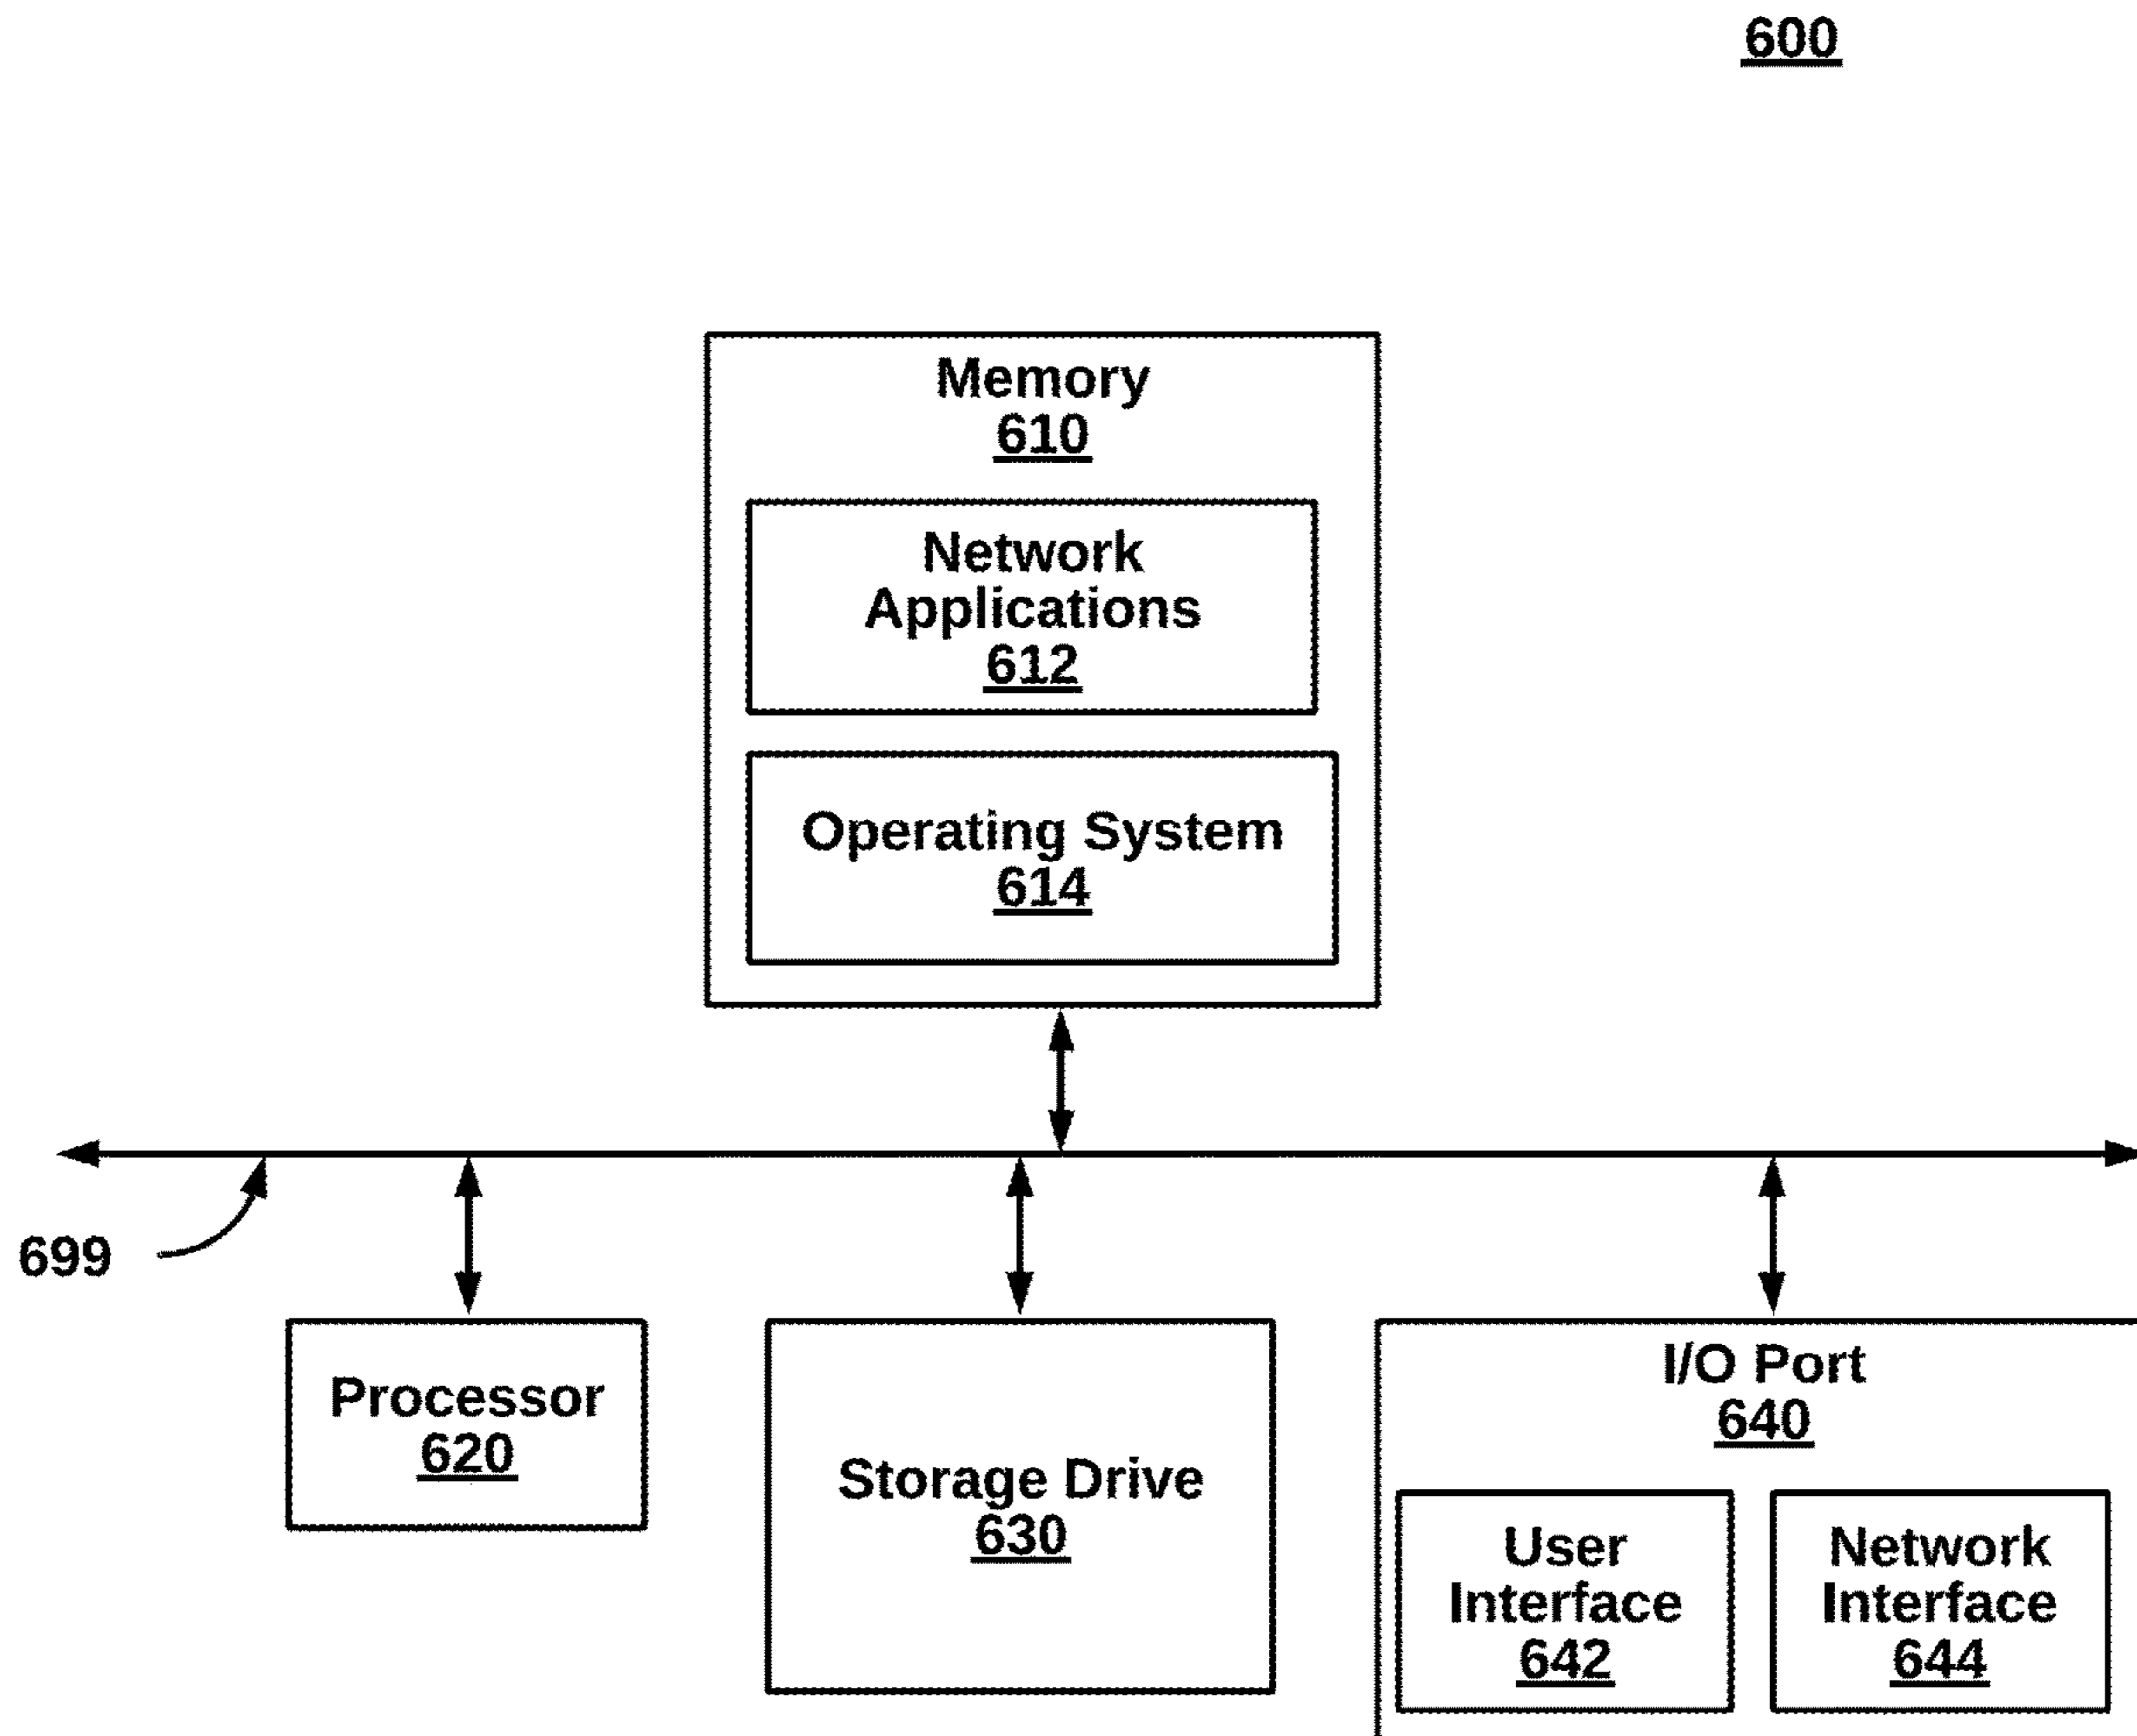 600
Memory
610
Network
Applications
612
Operating System
614
699
Processor
620
Storage Drive
630
I/O Port
640
User
Interface
642
Network
Interface
644